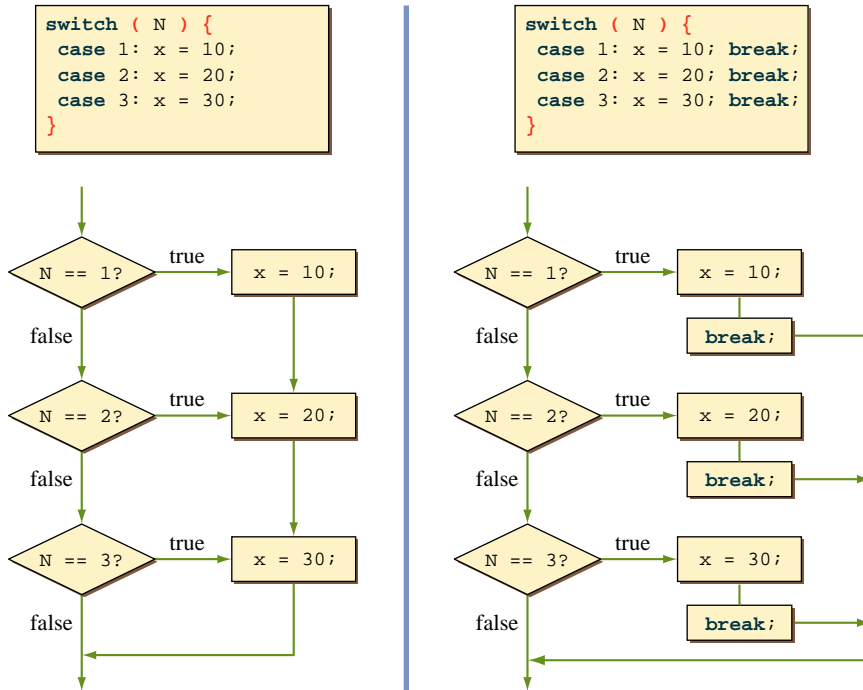 switch ( N ) {
case 1: x = 10;
case 2: x = 20;
case 3: x = 30;
}
N == 1?
true
x = 10;
false
N == 2?
true
x = 20;
false
N == 3?
true
x = 30;
false
switch ( N ) {
case 1: x = 10; break;
case 2: x = 20; break;
case 3: x = 30; break;
}
N == 1?
true
x = 10;
false
break;
N == 2?
true
x = 20;
false
break;
N == 3?
true
x = 30;
false
break;